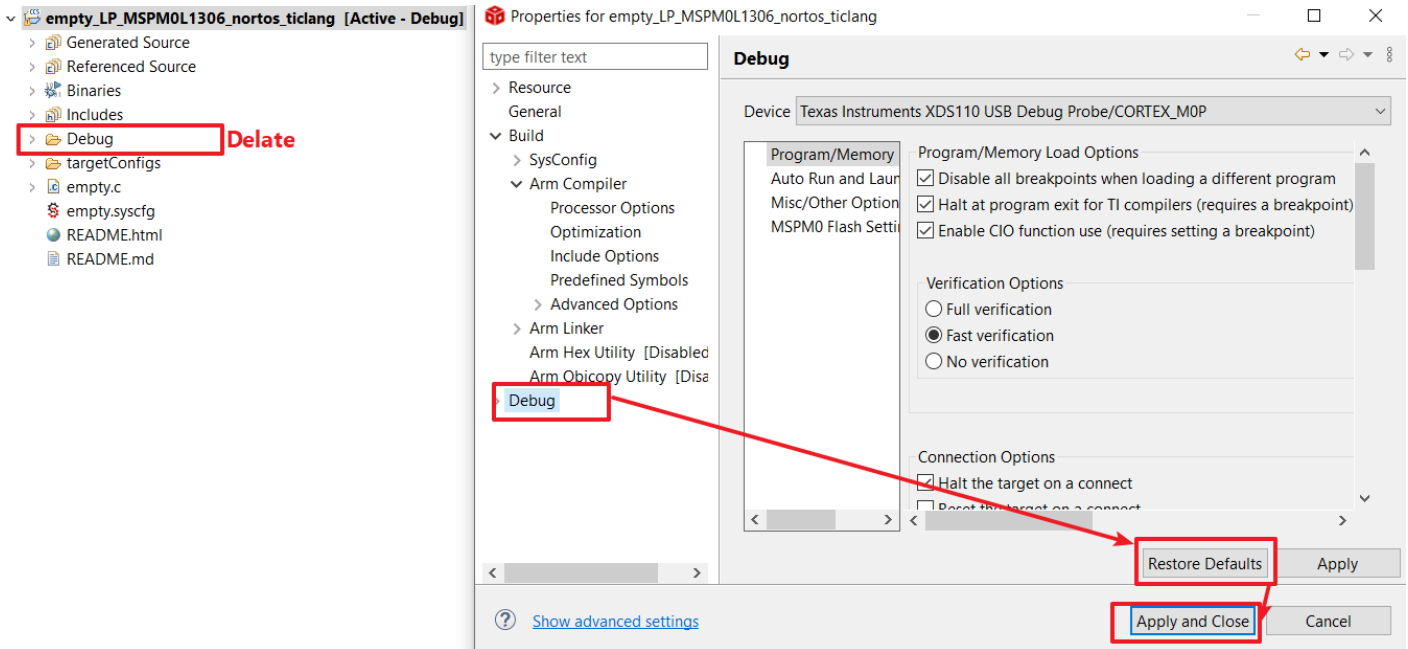 empty_LP_MSPM0L1306_nortos_ticlang [Active - Debug]
Generated Source
Referenced Source
Binaries
Includes
Debug
Delate
targetConfigs
empty.c
empty.syscfg
README.html
README.md
Properties for empty_LP_MSPM0L1306_nortos_ticlang
type filter text
Resource
General
Build
SysConfig
Arm Compiler
Processor Options
Optimization
Include Options
Predefined Symbols
Advanced Options
Arm Linker
Arm Hex Utility [Disabled
Arm Objcopy Utility [Disa
Debug
Debug
Device Texas Instruments XDS110 USB Debug Probe/CORTEX_M0P
Program/Memory
Auto Run and Laun
Misc/Other Option
MSPM0 Flash Setti
Program/Memory Load Options
Disable all breakpoints when loading a different program
Halt at program exit for TI compilers (requires a breakpoint)
Enable CIO function use (requires setting a breakpoint)
Verification Options
Full verification
Fast verification
No verification
Connection Options
Halt the target on a connect
Reset the target on a connect
Restore Defaults
Apply
Show advanced settings
Apply and Close
Cancel